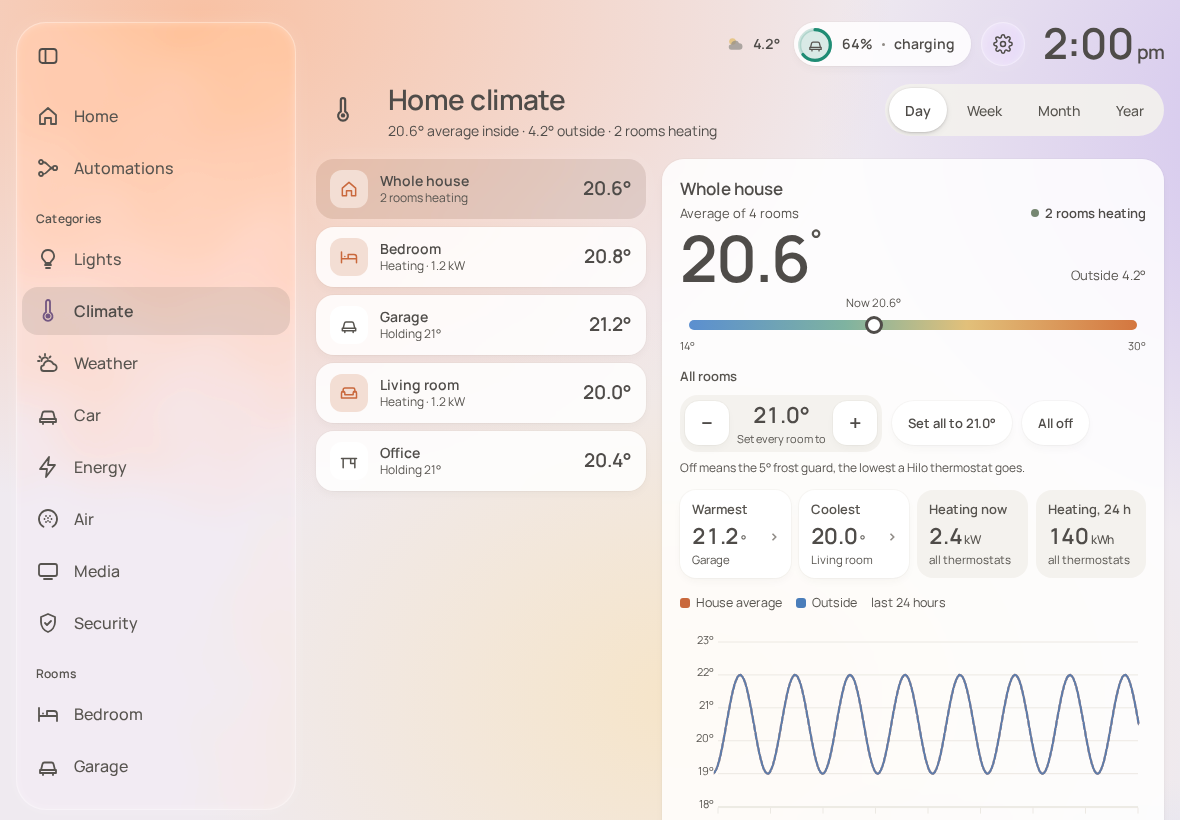 4.2°
64% · charging
2:00 pm
Home
Automations
Categories
Lights
Climate
Weather
Car
Energy
Air
Media
Security
Rooms
Bedroom
Garage
Home climate
20.6° average inside · 4.2° outside · 2 rooms heating
Day Week Month Year
Whole house
2 rooms heating
20.6°
Bedroom
Heating · 1.2 kW
20.8°
Garage
Holding 21°
21.2°
Living room
Heating · 1.2 kW
20.0°
Office
Holding 21°
20.4°
Whole house
Average of 4 rooms
2 rooms heating
20.6°
Outside 4.2°
Now 20.6°
14° 30°
All rooms
− 21.0° +
Set every room to
Set all to 21.0°
All off
Off means the 5° frost guard, the lowest a Hilo thermostat goes.
Warmest
21.2°
Garage
Coolest
20.0°
Living room
Heating now
2.4 kW
all thermostats
Heating, 24 h
140 kWh
all thermostats
House average Outside last 24 hours
23°
22°
21°
20°
19°
18°